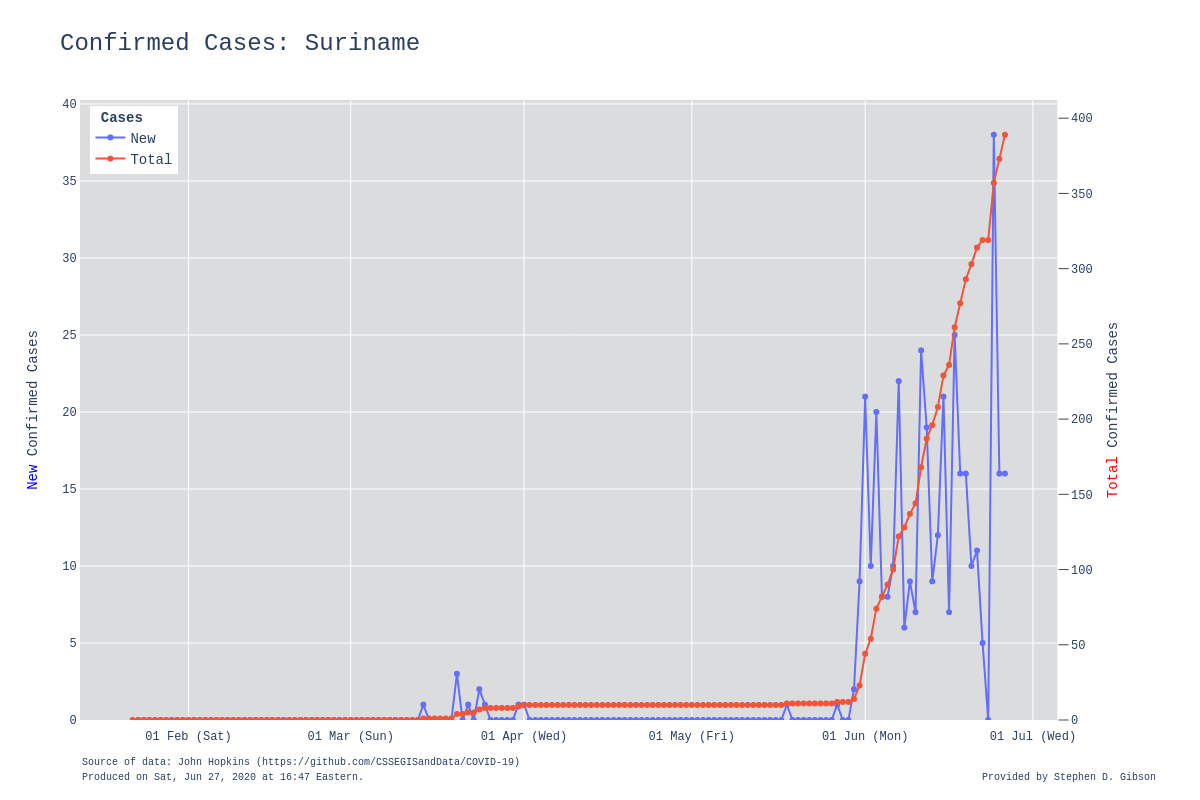 Confirmed Cases: Suriname
Cases
New
Total
40
35
30
25
20
15
10
5
0
400
350
300
250
200
150
100
50
0
New Confirmed Cases
Total Confirmed Cases
01 Feb (Sat) 01 Mar (Sun) 01 Apr (Wed) 01 May (Fri) 01 Jun (Mon) 01 Jul (Wed)
Source of data: John Hopkins (https://github.com/CSSEGISandData/COVID-19)
Produced on Sat, Jun 27, 2020 at 16:47 Eastern.
Provided by Stephen D. Gibson